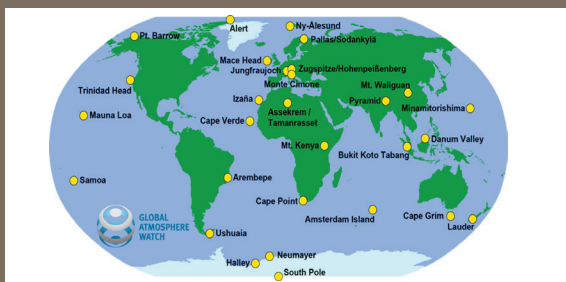 Alert
Ny-Ålesund
Pt. Barrow
Pallas/Sodankylä
Mace Head
Jungfraujoch
Zugspitze/Hohenpeißenberg
Monte Cimone
Mt. Waliguan
Trinidad Head
Izaña
Pyramid
Minamitorishima
Assekrem /
Tamanrasset
Mauna Loa
Cape Verde
Danum Valley
Mt. Kenya
Bukit Koto Tabang
Samoa
Arembepe
Cape Point
Amsterdam Island
Cape Grim
Lauder
GLOBAL
ATMOSPHERE
WATCH
Ushuaia
Neumayer
Halley
South Pole